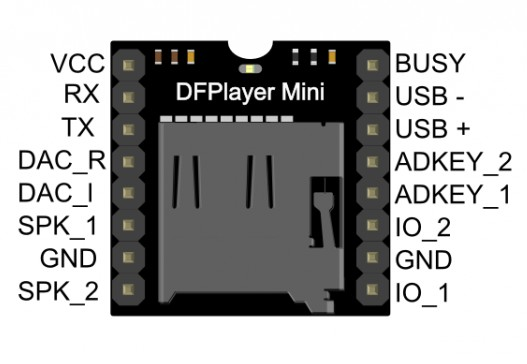 VCC
RX
TX
DAC_R
DAC_I
SPK_1
GND
SPK_2
DFPlayer Mini
BUSY
USB -
USB +
ADKEY_2
ADKEY_1
IO_2
GND
IO_1